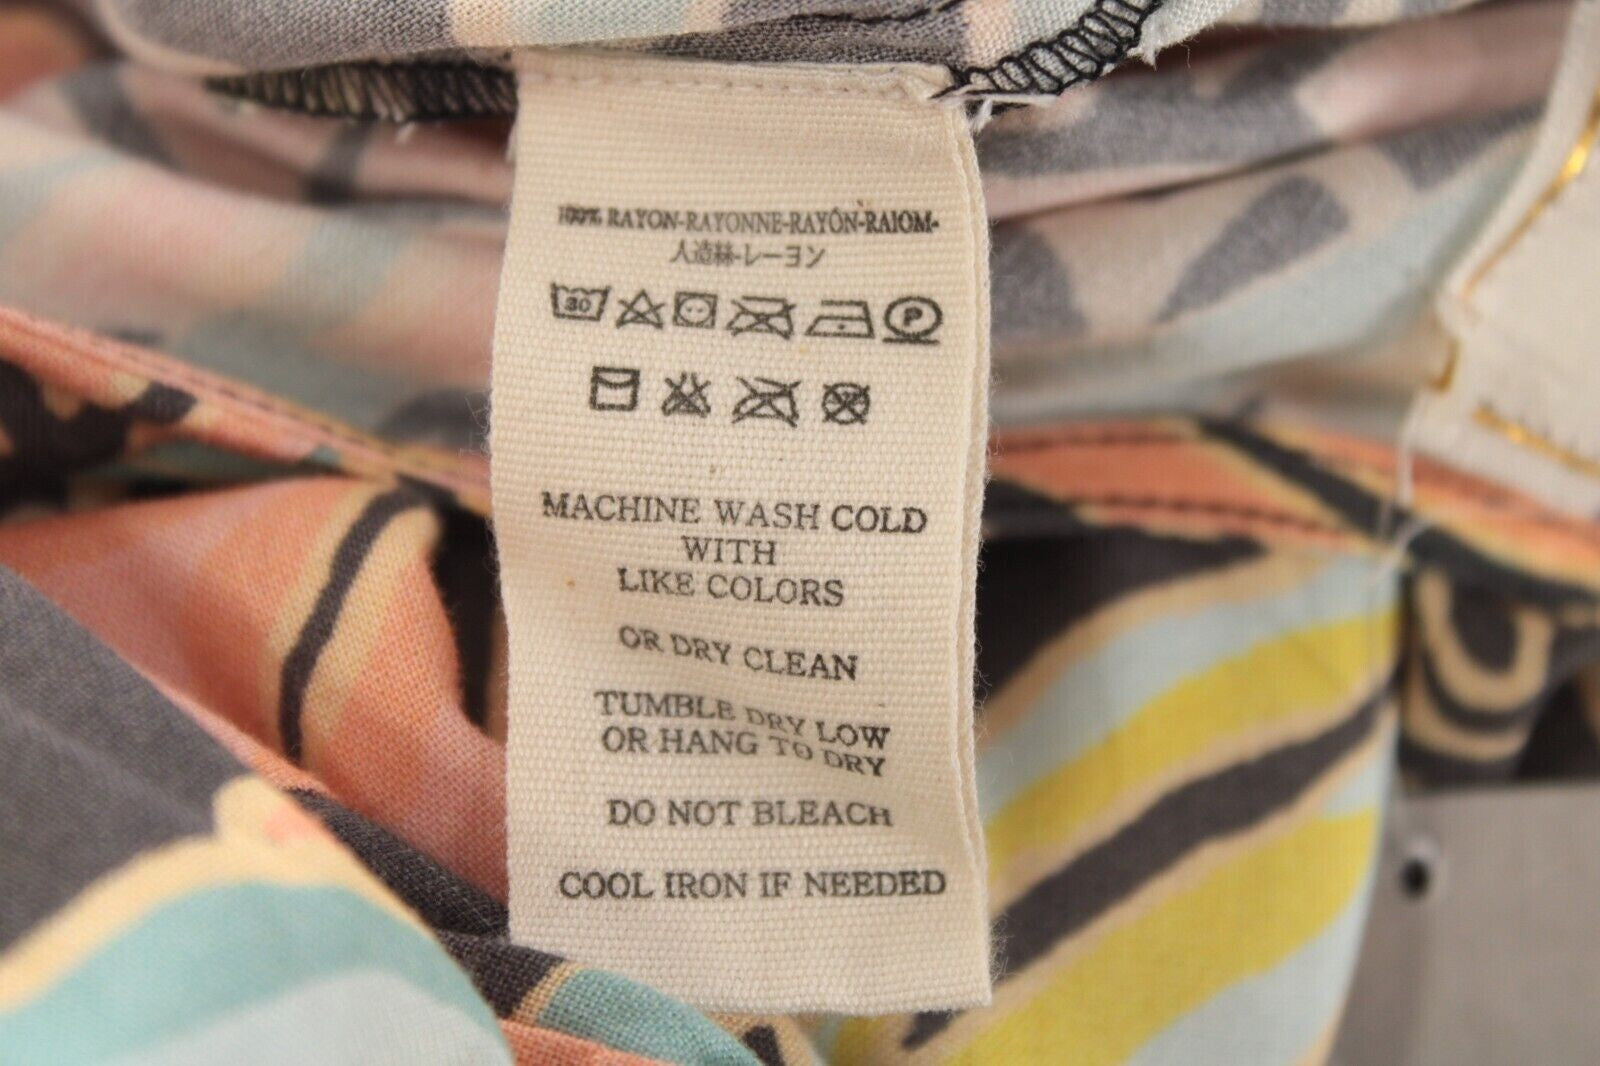 100% RAYON-RAYONNE-RAYÓN-RAIOM-
人造絲-レーヨン
30 P
MACHINE WASH COLD
WITH
LIKE COLORS
OR DRY CLEAN
TUMBLE DRY LOW
OR HANG TO DRY
DO NOT BLEACH
COOL IRON IF NEEDED